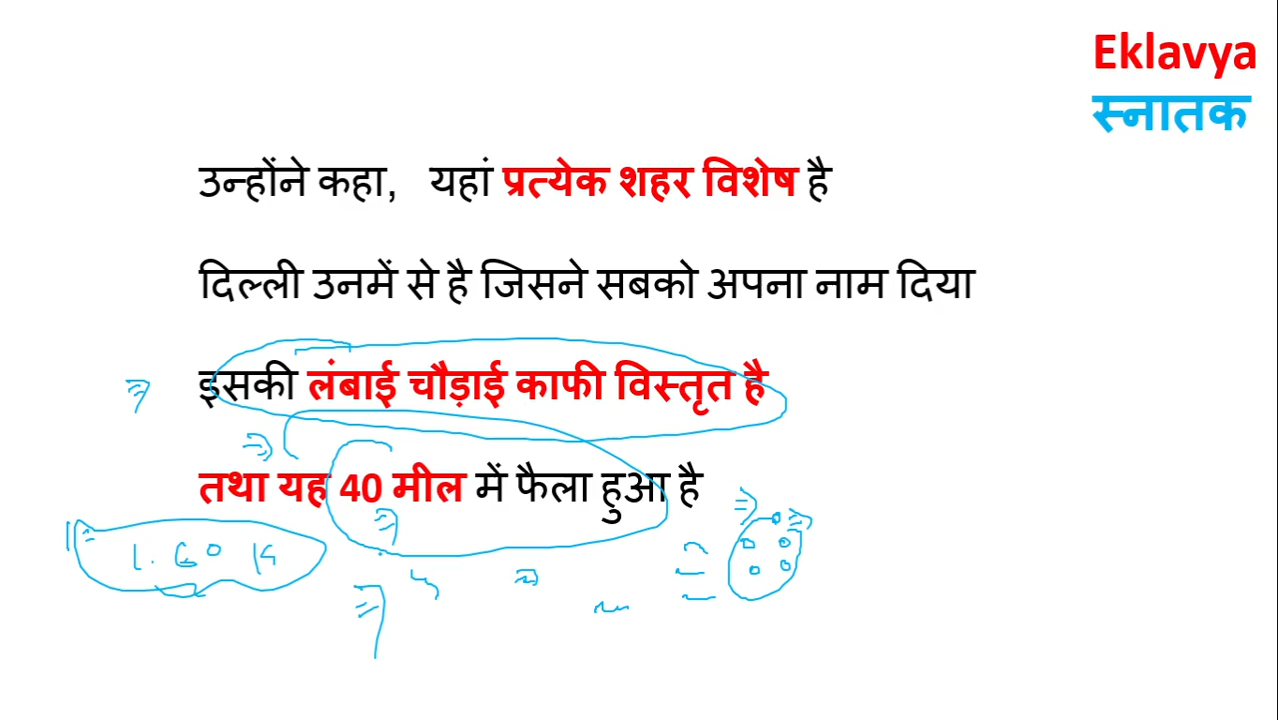 Eklavya
स्नातक
उन्होंने कहा, यहां प्रत्येक शहर विशेष है
दिल्ली उनमें से है जिसने सबको अपना नाम दिया
इसकी लंबाई चौड़ाई काफी विस्तृत है
तथा यह 40 मील में फैला हुआ है